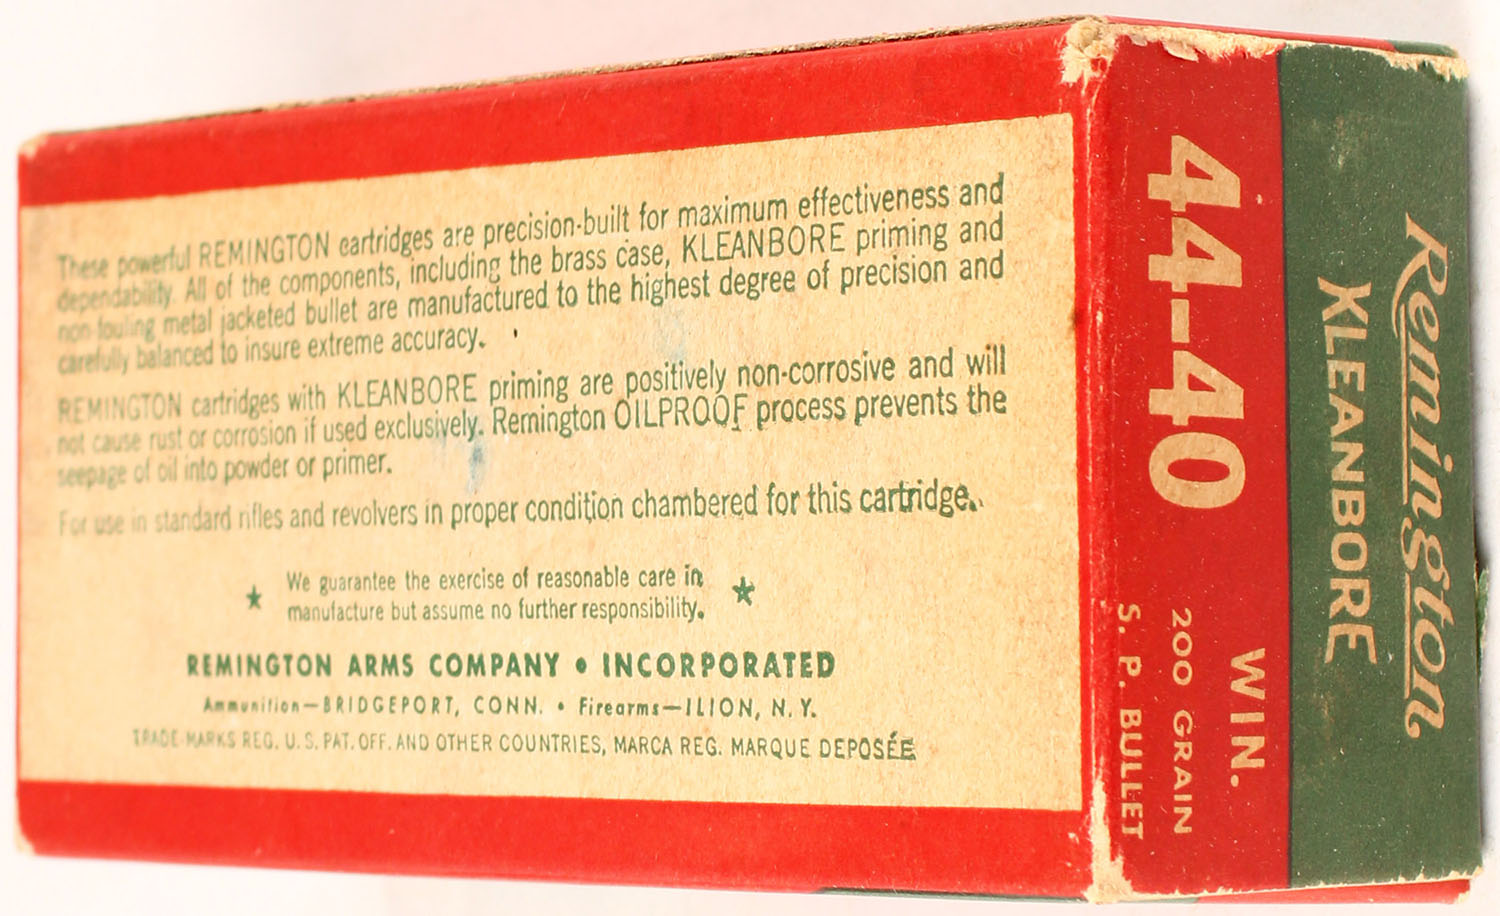 These powerful REMINGTON cartridges are precision-built for maximum effectiveness and
dependability. All of the components, including the brass case, KLEANBORE priming and
non-fouling metal jacketed bullet are manufactured to the highest degree of precision and
carefully balanced to insure extreme accuracy.
REMINGTON cartridges with KLEANBORE priming are positively non-corrosive and will
not cause rust or corrosion if used exclusively. Remington OILPROOF process prevents the
seepage of oil into powder or primer.
For use in standard rifles and revolvers in proper condition chambered for this cartridge.
We guarantee the exercise of reasonable care in
manufacture but assume no further responsibility.
REMINGTON ARMS COMPANY • INCORPORATED
Ammunition—BRIDGEPORT, CONN. • Firearms—ILION, N.Y.
TRADE MARKS REG. U.S. PAT. OFF. AND OTHER COUNTRIES, MARCA REG. MARQUE DEPOSÉE
Remington
KLEANBORE
44-40 WIN.
200 GRAIN
S. P. BULLET